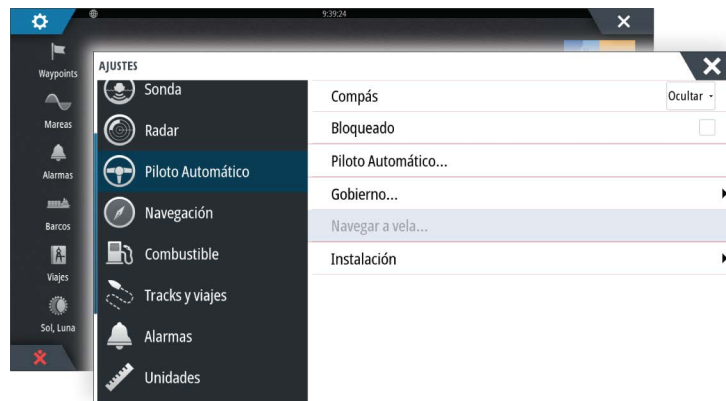 9:39:24
Waypoints
Mareas
Alarmas
Barcos
Viajes
Sol, Luna
AJUSTES
Sonda
Radar
Piloto Automático
Navegación
Combustible
Tracks y viajes
Alarmas
Unidades
Compás
Ocultar
Bloqueado
Piloto Automático...
Gobierno...
Navegar a vela...
Instalación